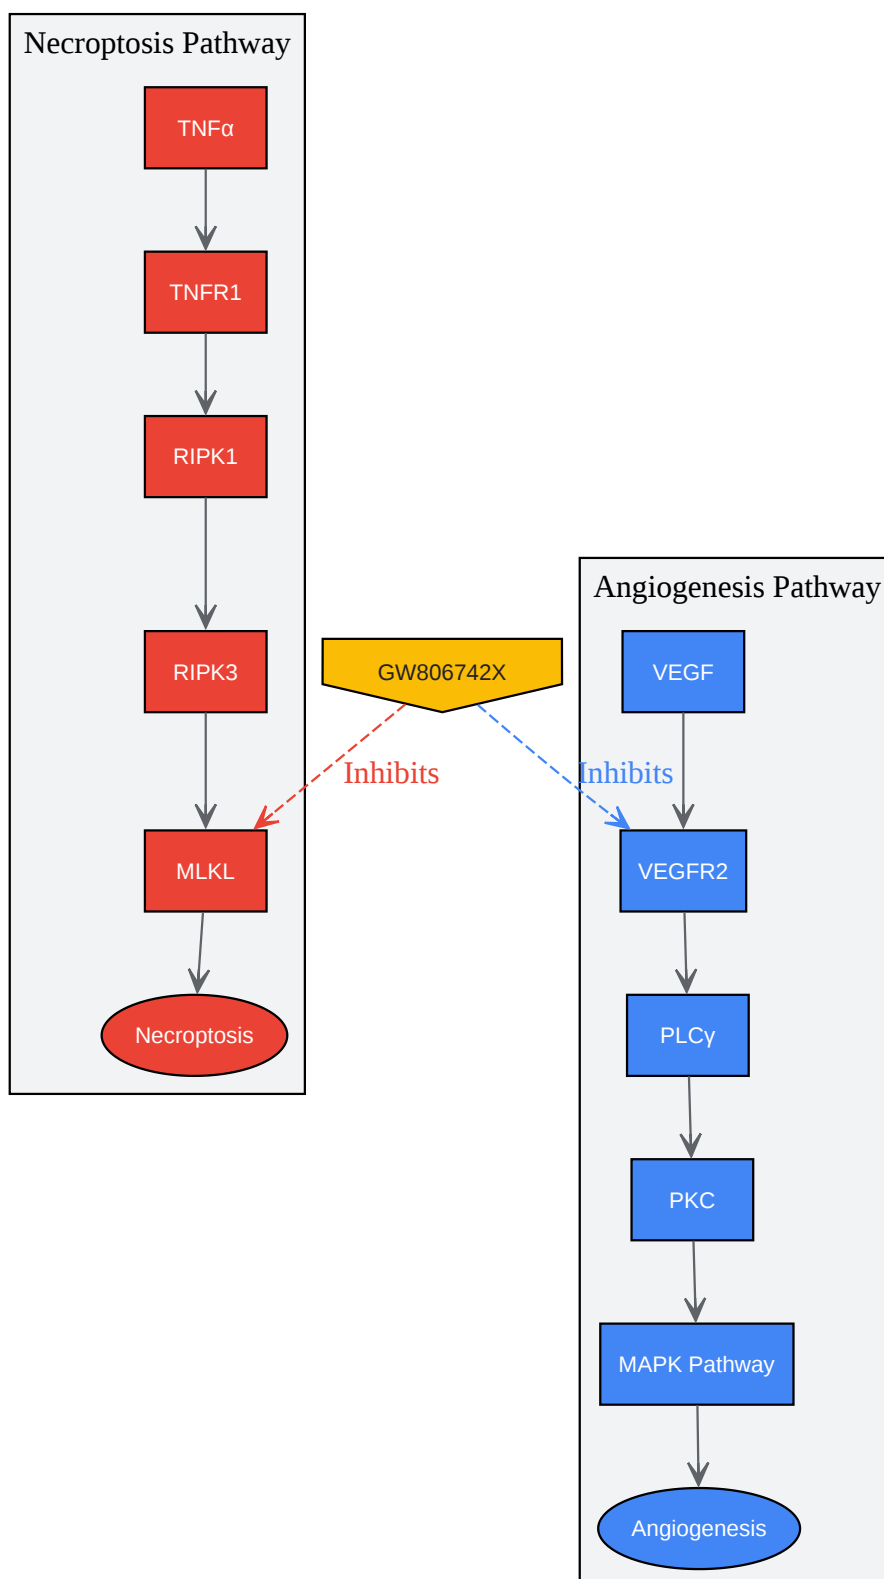 Necroptosis Pathway
TNFα
TNFR1
RIPK1
RIPK3
MLKL
Necroptosis
GW806742X
Inhibits
Inhibits
Angiogenesis Pathway
VEGF
VEGFR2
PLCγ
PKC
MAPK Pathway
Angiogenesis